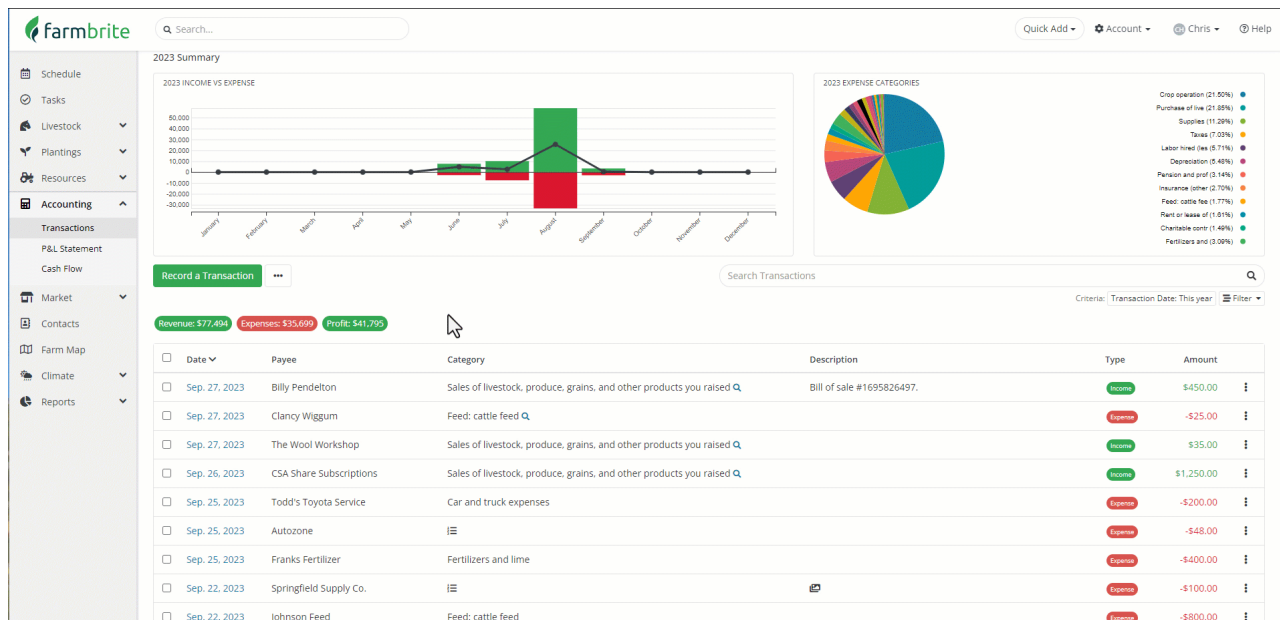 farmbrite
Search...
Quick Add
Account
CH Chris
Help
Schedule
Tasks
Livestock
Plantings
Resources
Accounting
Transactions
P&L Statement
Cash Flow
Market
Contacts
Farm Map
Climate
Reports
2023 Summary
2023 INCOME VS EXPENSE
50,000
40,000
30,000
20,000
10,000
0
-10,000
-20,000
-30,000
January
February
March
April
May
June
July
August
September
October
November
December
2023 EXPENSE CATEGORIES
Crop operation (21.50%)
Purchase of live (21.85%)
Supplies (11.29%)
Taxes (7.03%)
Labor hired (les (5.71%)
Depreciation (5.48%)
Pension and prof (3.14%)
Insurance (other (2.70%)
Feed: cattle fee (1.77%)
Rent or lease of (1.61%)
Charitable contr (1.49%)
Fertilizers and (3.09%)
Record a Transaction
Search Transactions
Criteria: Transaction Date: This year Filter
Revenue: $77,494 Expenses: $35,699 Profit: $41,795
Date Payee Category Description Type Amount
Sep. 27, 2023 Billy Pendelton Sales of livestock, produce, grains, and other products you raised Bill of sale #1695826497. Income $450.00
Sep. 27, 2023 Clancy Wiggum Feed: cattle feed Expense -$25.00
Sep. 27, 2023 The Wool Workshop Sales of livestock, produce, grains, and other products you raised Income $35.00
Sep. 26, 2023 CSA Share Subscriptions Sales of livestock, produce, grains, and other products you raised Income $1,250.00
Sep. 25, 2023 Todd's Toyota Service Car and truck expenses Expense -$200.00
Sep. 25, 2023 Autozone Expense -$48.00
Sep. 25, 2023 Franks Fertilizer Fertilizers and lime Expense -$400.00
Sep. 22, 2023 Springfield Supply Co. Expense -$100.00
Sep. 22, 2023 Johnson Feed Feed: cattle feed Expense -$800.00